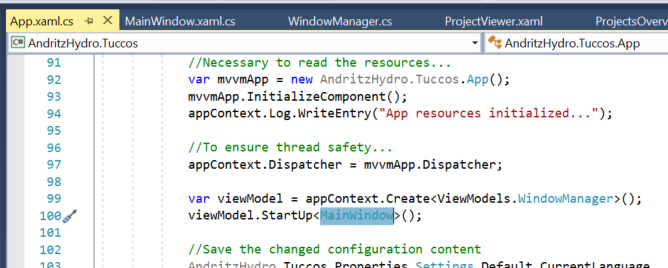 App.xaml.cs MainWindow.xaml.cs WindowManager.cs ProjectViewer.xaml ProjectsOverv
C# AndritzHydro.Tuccos AndritzHydro.Tuccos.App
91 //Necessary to read the resources...
92 var mvvmApp = new AndritzHydro.Tuccos.App();
93 mvvmApp.InitializeComponent();
94 appContext.Log.WriteEntry("App resources initialized...");
95
96 //To ensure thread safety...
97 appContext.Dispatcher = mvvmApp.Dispatcher;
98
99 var viewModel = appContext.Create<ViewModels.WindowManager>();
100 viewModel.StartUp<MainWindow>();
101
102 //Save the changed configuration content
103 AndritzHydro.Tuccos.Properties.Settings.Default.CurrentLanguage